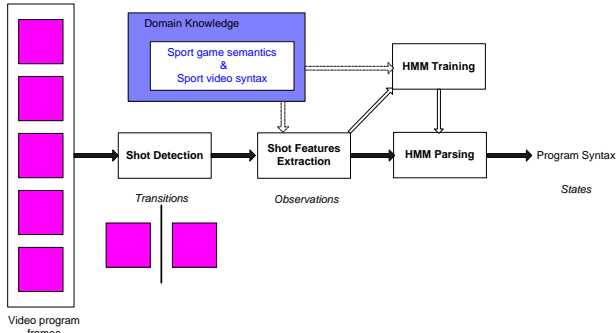 Domain Knowledge
Sport game semantics
&
Sport video syntax
HMM Training
Shot Detection
Shot Features
Extraction
HMM Parsing
Program Syntax
Transitions
Observations
States
Video program
frames